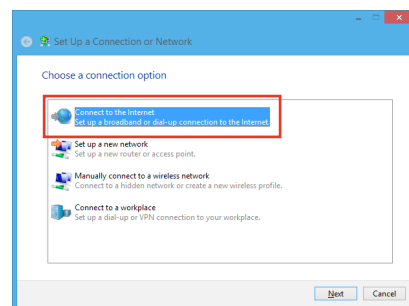 Set Up a Connection or Network
Choose a connection option
Connect to the Internet
Set up a broadband or dial-up connection to the Internet.
Set up a new network
Set up a new router or access point.
Manually connect to a wireless network
Connect to a hidden network or create a new wireless profile.
Connect to a workplace
Set up a dial-up or VPN connection to your workplace.
Next Cancel